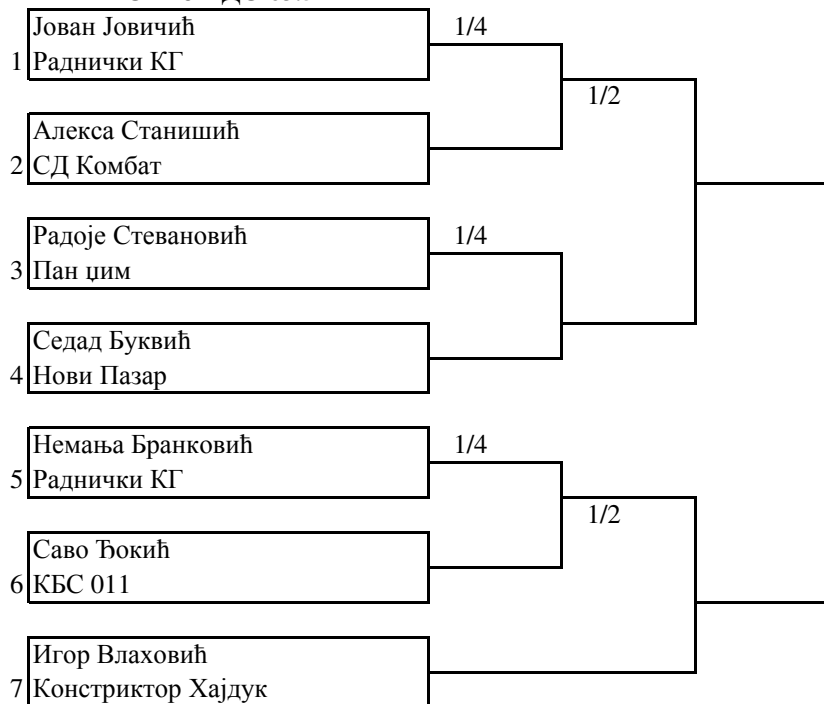 Јован Јовичић
1/4
1 Раднички КГ
1/2
Алекса Станишић
2 СД Комбат
Радоје Стевановић
1/4
3 Пан џим
Седад Буквић
4 Нови Пазар
Немања Бранковић
1/4
5 Раднички КГ
1/2
Саво Ђокић
6 КБС 011
Игор Влаховић
7 Констриктор Хајдук